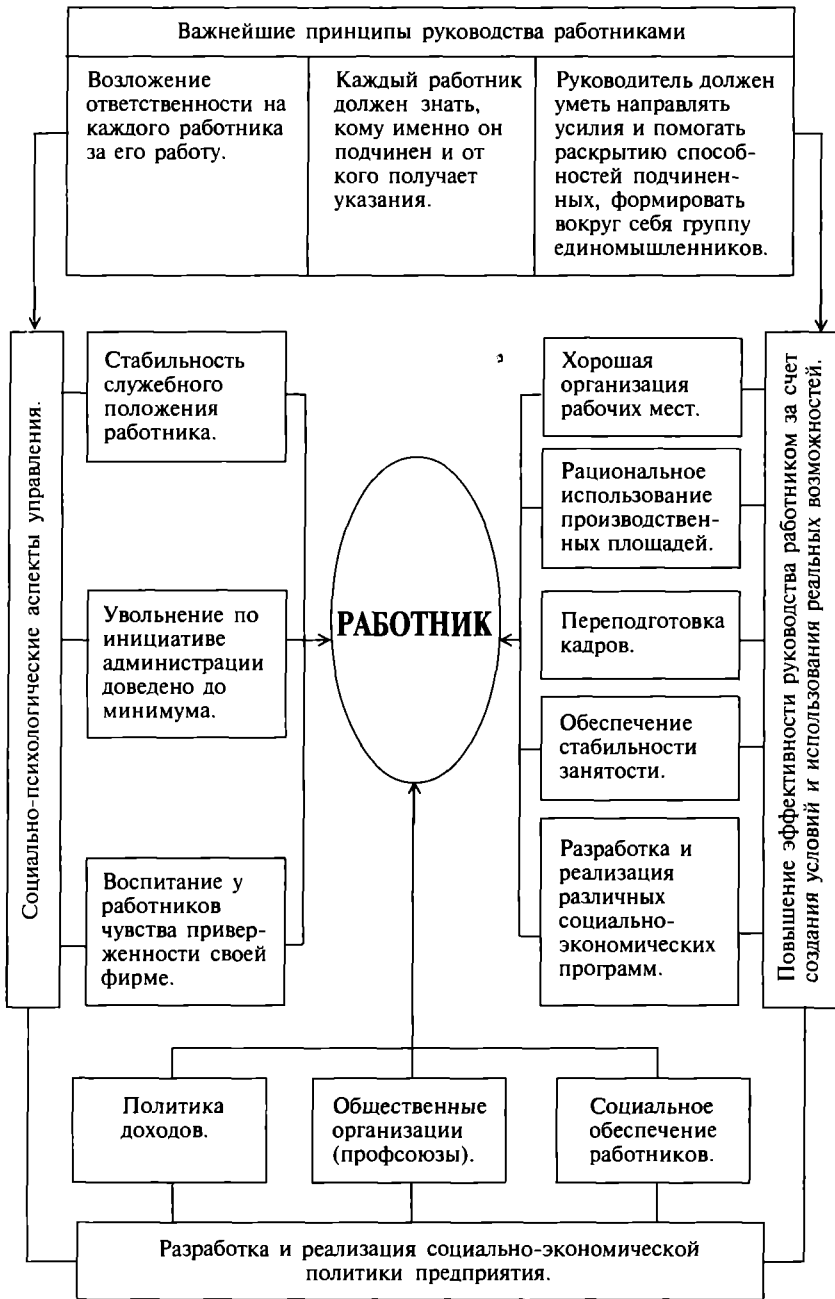 Важнейшие принципы руководства работниками
Возложение
ответственности на
каждого работника
за его работу.
Каждый работник
должен знать,
кому именно он
подчинен и от
кого получает
указания.
Руководитель должен
уметь направлять
усилия и помогать
раскрытию способ-
ностей подчинен-
ных, формировать
вокруг себя группу
единомышленников.
Социально-психологические аспекты управления.
Стабильность
служебного
положения
работника.
Увольнение по
инициативе
администрации
доведено до
минимума.
Воспитание у
работников
чувства привер-
женности своей
фирме.
РАБОТНИК
Хорошая
организация
рабочих мест.
Рациональное
использование
производствен-
ных площадей.
Переподготовка
кадров.
Обеспечение
стабильности
занятости.
Разработка и
реализация
различных
социально-
экономических
программ.
Повышение эффективности руководства работником за счет
создания условий и использования реальных возможностей.
Политика
доходов.
Общественные
организации
(профсоюзы).
Социальное
обеспечение
работников.
Разработка и реализация социально-экономической
политики предприятия.